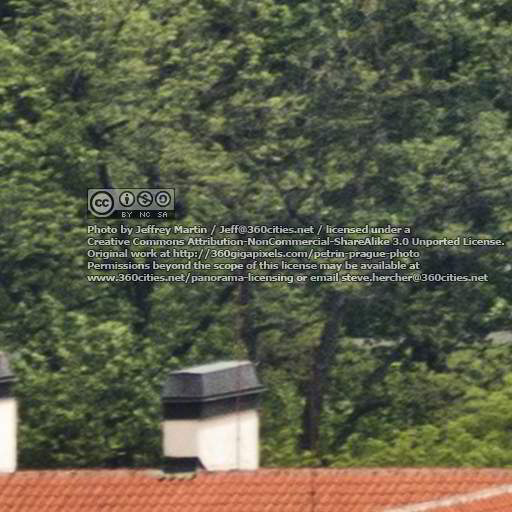 cc
BY NC SA
Photo by Jeffrey Martin / Jeff@360cities.net / licensed under a
Creative Commons Attribution-NonCommercial-ShareAlike 3.0 Unported License.
Original work at http://360gigapixels.com/petrin-prague-photo
Permissions beyond the scope of this license may be available at
www.360cities.net/panorama-licensing or email steve.hercher@360cities.net